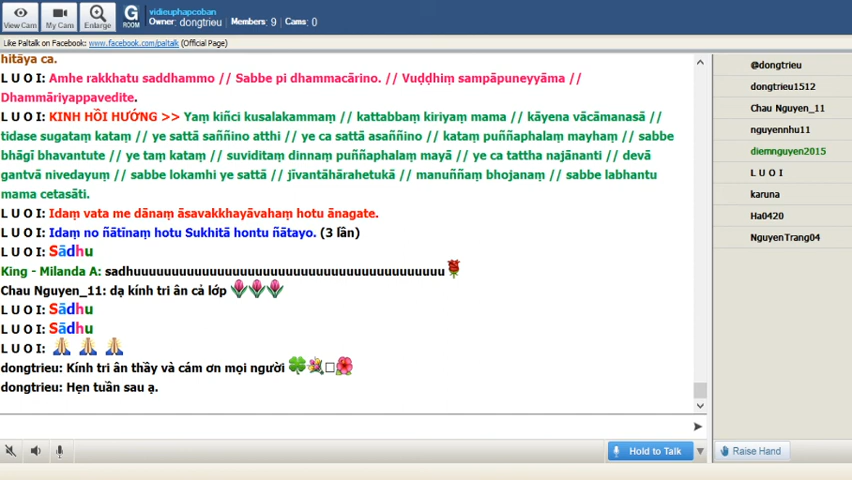 View Cam
My Cam
Enlarge
G
ROOM
vidieuphapcoban
Owner: dongtrieu Members: 9 Cams: 0
Like Paltalk on Facebook: www.facebook.com/paltalk (Official Page)
hitāya ca.
L U O I: Amhe rakkhatu saddhammo // Sabbe pi dhammacārino. // Vuḍḍhiṃ sampāpuneyyāma //
Dhammāriyappavedite.
L U O I: KINH HỒI HƯỚNG >> Yaṃ kiñci kusalakammaṃ // kattabbaṃ kiriyaṃ mama // kāyena vācāmanasā //
tidase sugataṃ kataṃ // ye sattā saññino atthi // ye ca sattā asaññino // kataṃ puññaphalaṃ mayhaṃ // sabbe
bhāgī bhavantute // ye taṃ kataṃ // suviditaṃ dinnaṃ puññaphalaṃ mayā // ye ca tattha najānanti // devā
gantvā nivedayuṃ // sabbe lokamhi ye sattā // jīvantāhārahetukā // manuññaṃ bhojanaṃ // sabbe labhantu
mama cetasāti.
L U O I: Idaṃ vata me dānaṃ āsavakkhayāvahaṃ hotu ānagate.
L U O I: Idaṃ no ñātīnaṃ hotu Sukhitā hontu ñātayo. (3 lần)
L U O I: Sādhu
King - Milanda A: sadhuuuuuuuuuuuuuuuuuuuuuuuuuuuuuuuuuuuuuuuuu
Chau Nguyen_11: dạ kính tri ân cả lớp
L U O I: Sādhu
L U O I: Sādhu
L U O I:
dongtrieu: Kính tri ân thầy và cám ơn mọi người
dongtrieu: Hẹn tuần sau ạ.
Hold to Talk
Raise Hand
@dongtrieu
dongtrieu1512
Chau Nguyen_11
nguyennhu11
diemnguyen2015
L U O I
karuna
Ha0420
NguyenTrang04